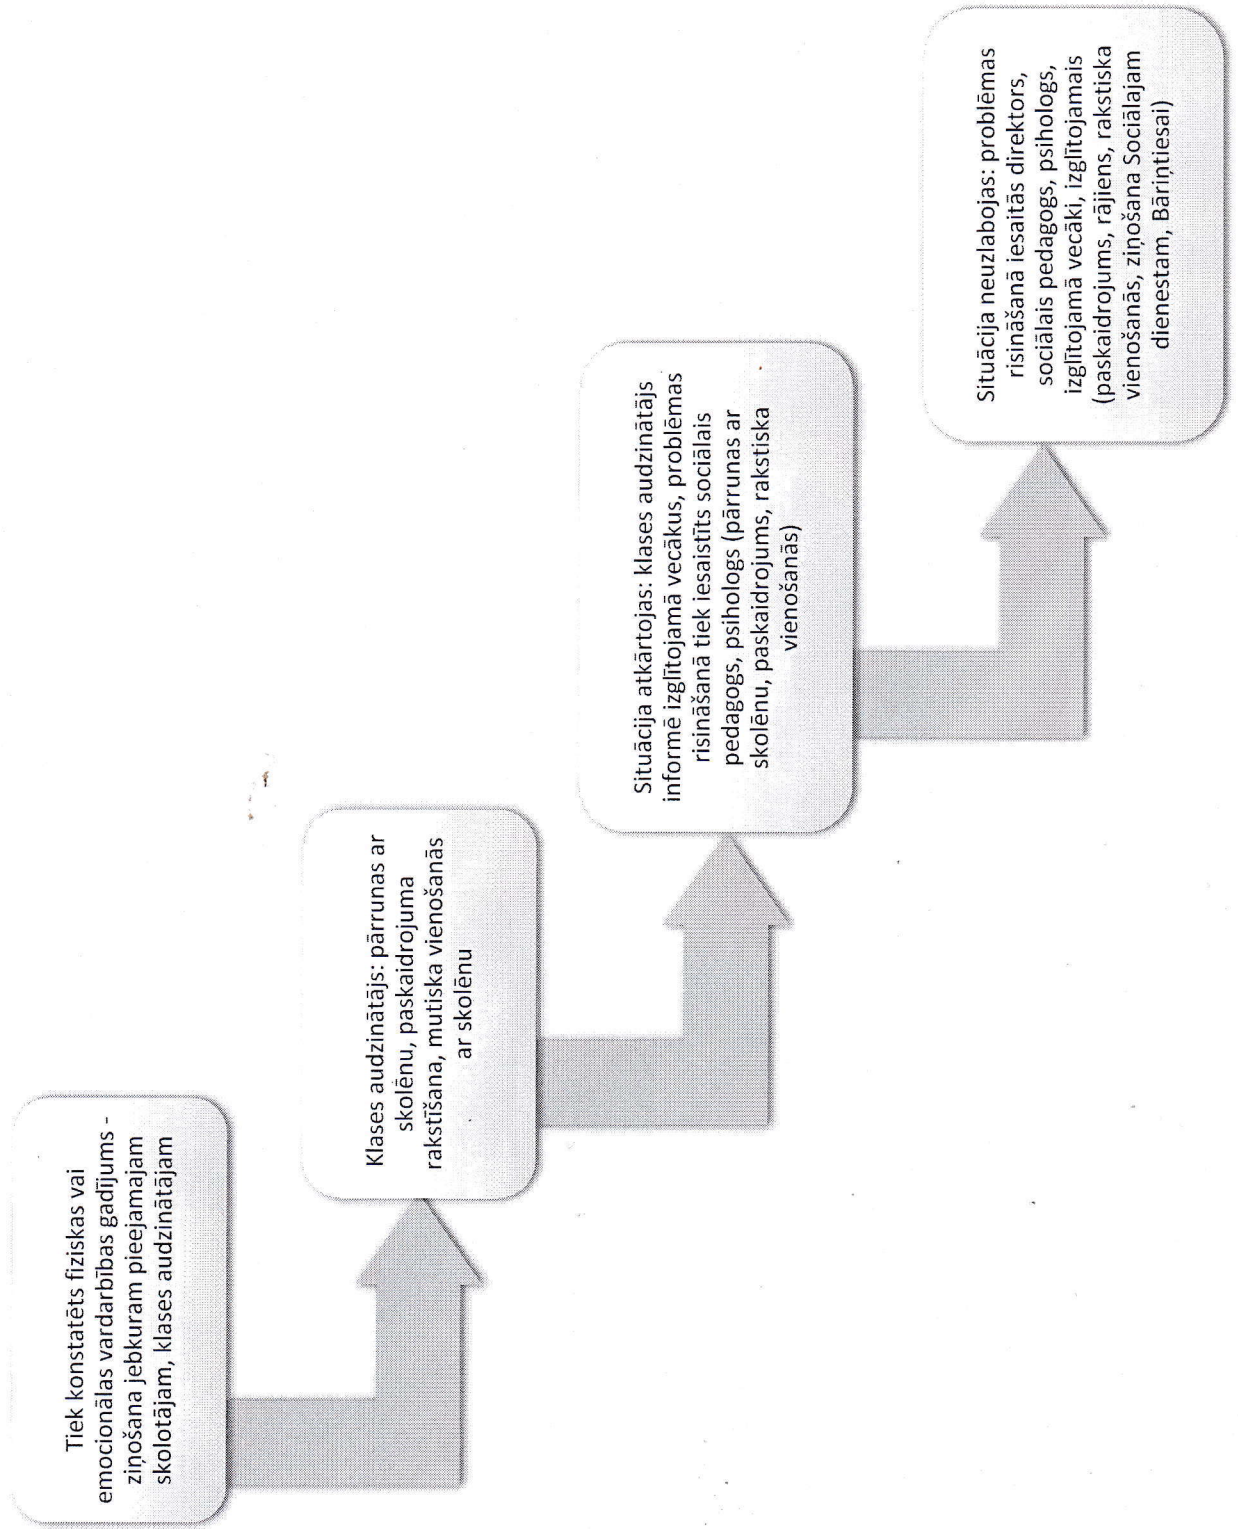 Tiek konstatēts fiziskas vai
emocionālas vardarbības gadījums -
ziņošana jebkuram pieejamajam
skolotājam, klases audzinātājam
Klases audzinātājs: pārrunas ar
skolēnu, paskaidrojuma
rakstīšana, mutiska vienošanās
ar skolēnu
Situācija atkārtojas: klases audzinātājs
informē izglītojamā vecākus, problēmas
risināšanā tiek iesaistīts sociālais
pedagogs, psihologs (pārrunas ar
skolēnu, paskaidrojums, rakstiska
vienošanās)
Situācija neuzlabojas: problēmas
risināšanā iesaitās direktors,
sociālais pedagogs, psihologs,
izglītojamā vecāki, izglītojamais
(paskaidrojums, rājiens, rakstiska
vienošanās, ziņošana Sociālajam
dienestam, Bāriņtiesai)